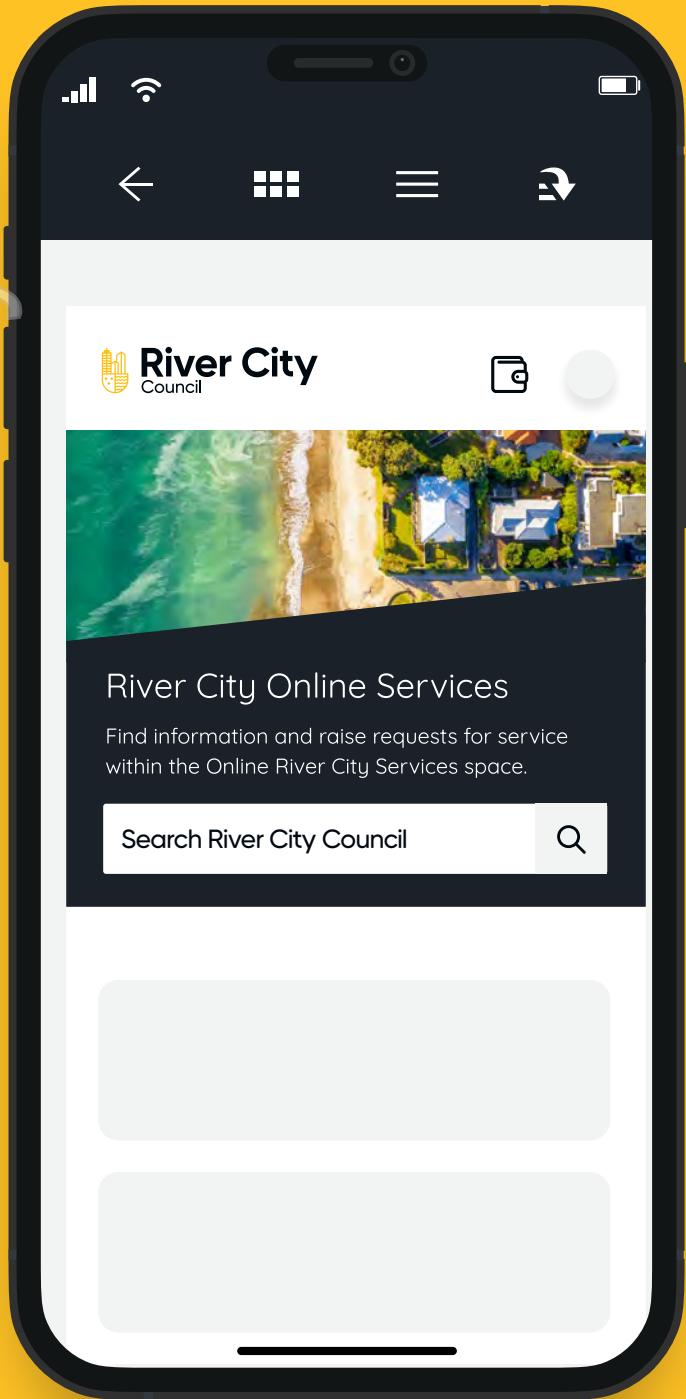 River City
Council
River City Online Services
Find information and raise requests for service
within the Online River City Services space.
Search River City Council